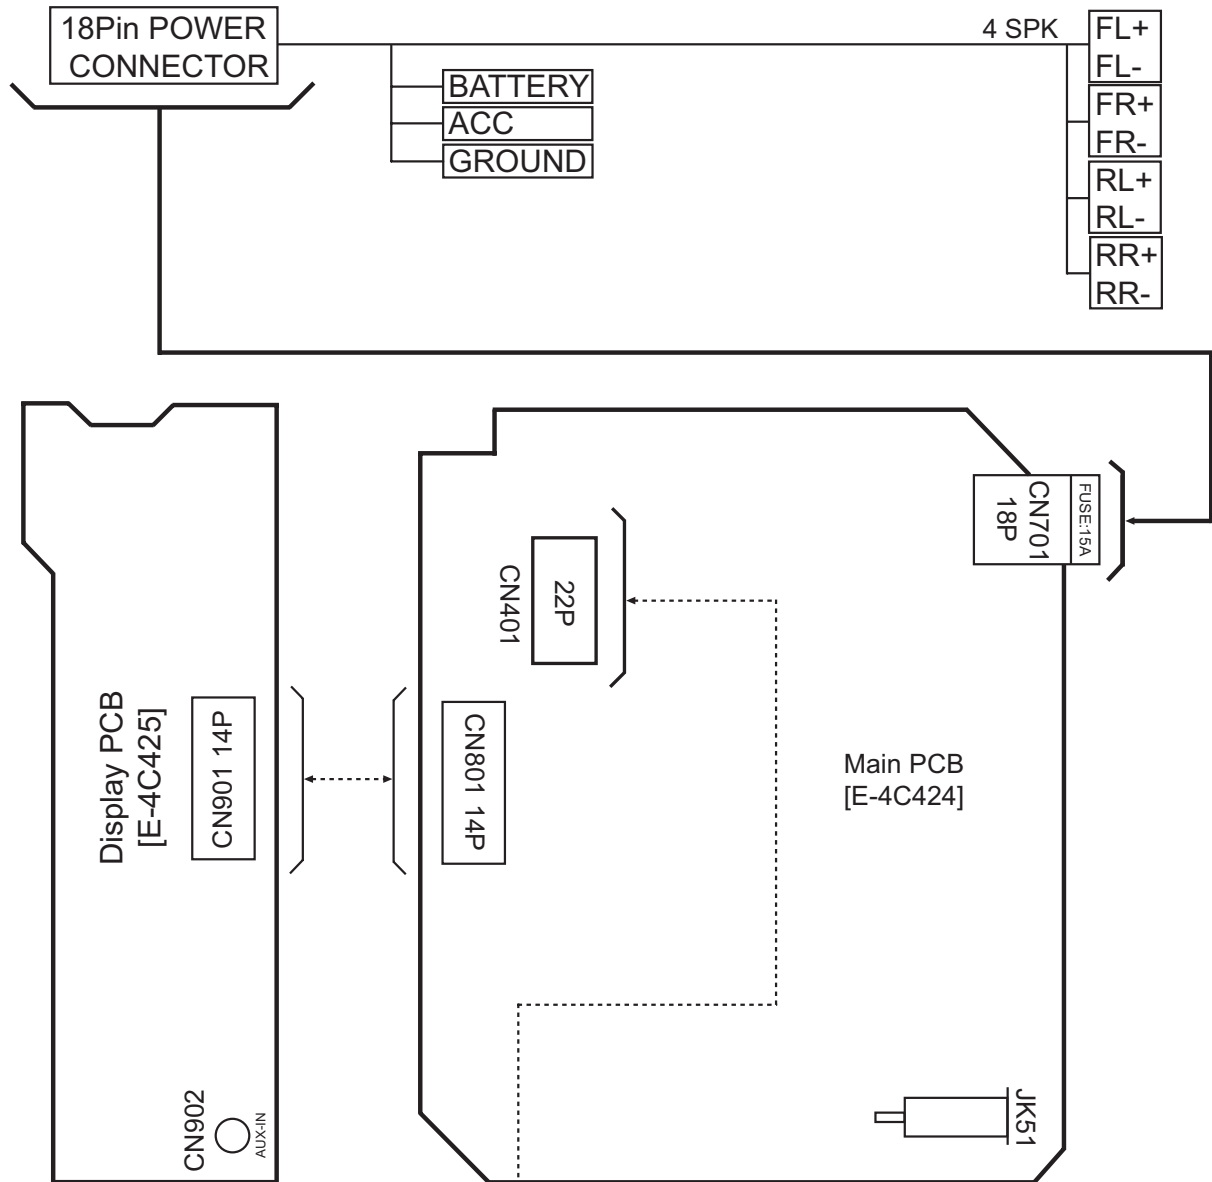 18Pin POWER
CONNECTOR
4 SPK
FL+
FL-
FR+
FR-
RL+
RL-
RR+
RR-
BATTERY
ACC
GROUND
FUSE:15A
CN701
18P
22P
CN401
Display PCB
[E-4C425]
CN901 14P
CN801 14P
Main PCB
[E-4C424]
CN902
AUX-IN
JK51